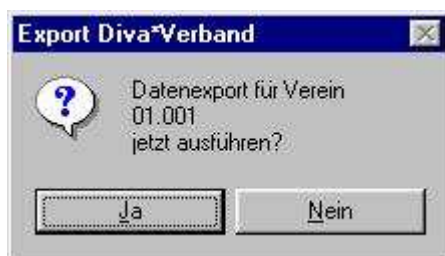 Export Diva*Verband
Datenexport für Verein
01.001
jetzt ausführen?
Ja
Nein